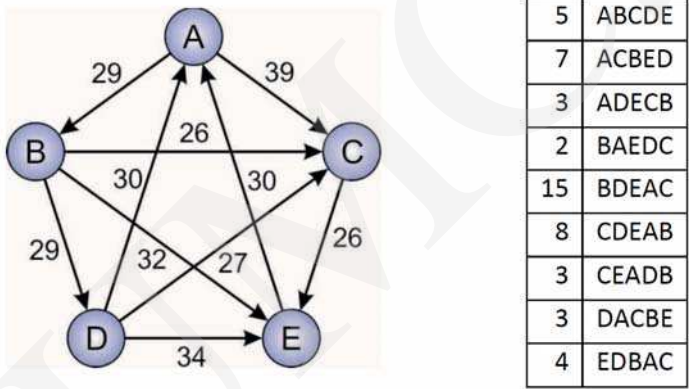 A
29
39
B
26
C
30
30
29
32
27
26
D
34
E
5 ABCDE
7 ACBED
3 ADECB
2 BAEDC
15 BDEAC
8 CDEAB
3 CEADB
3 DACBE
4 EDBAC